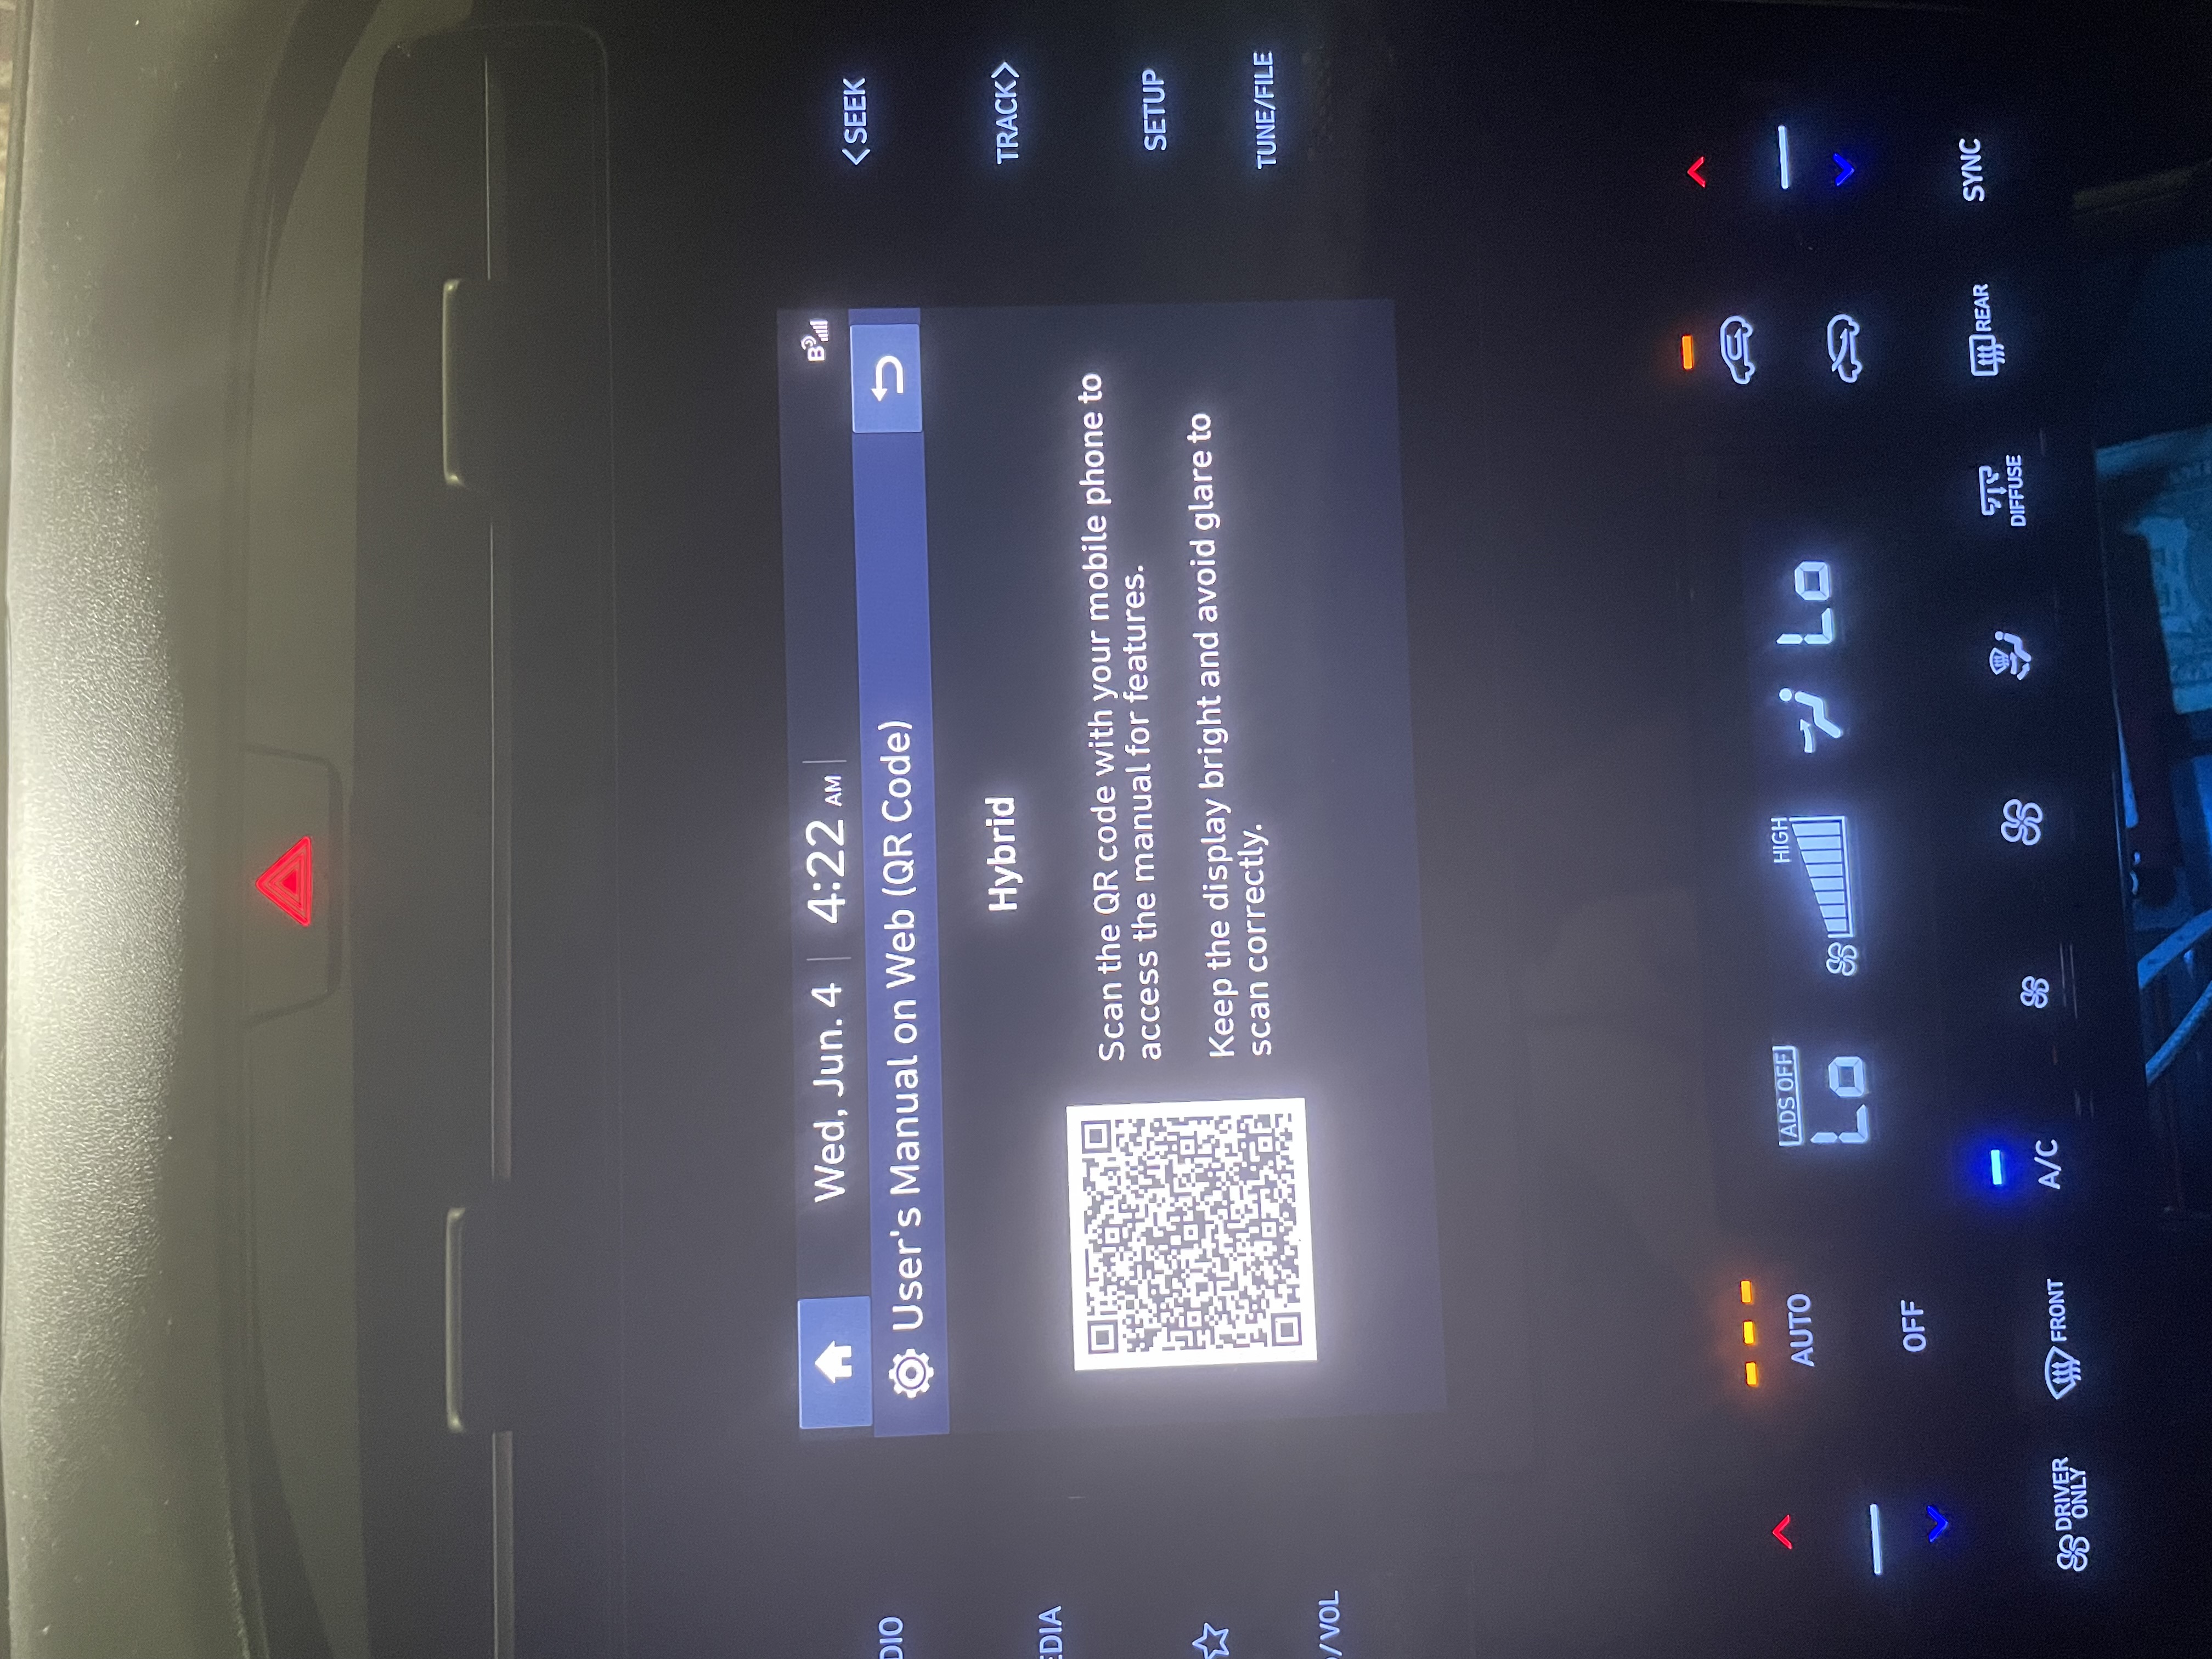 Wed, Jun. 4 4:22 AM
B
User's Manual on Web (QR Code)
Hybrid
Scan the QR code with your mobile phone to
access the manual for features.
Keep the display bright and avoid glare to
scan correctly.
DIO
EDIA
/VOL
<SEEK
TRACK>
SETUP
TUNE/FILE
AUTO
OFF
ADS OFF
Lo
HIGH
Lo
DRIVER
ONLY
FRONT
A/C
DIFFUSE
REAR
SYNC